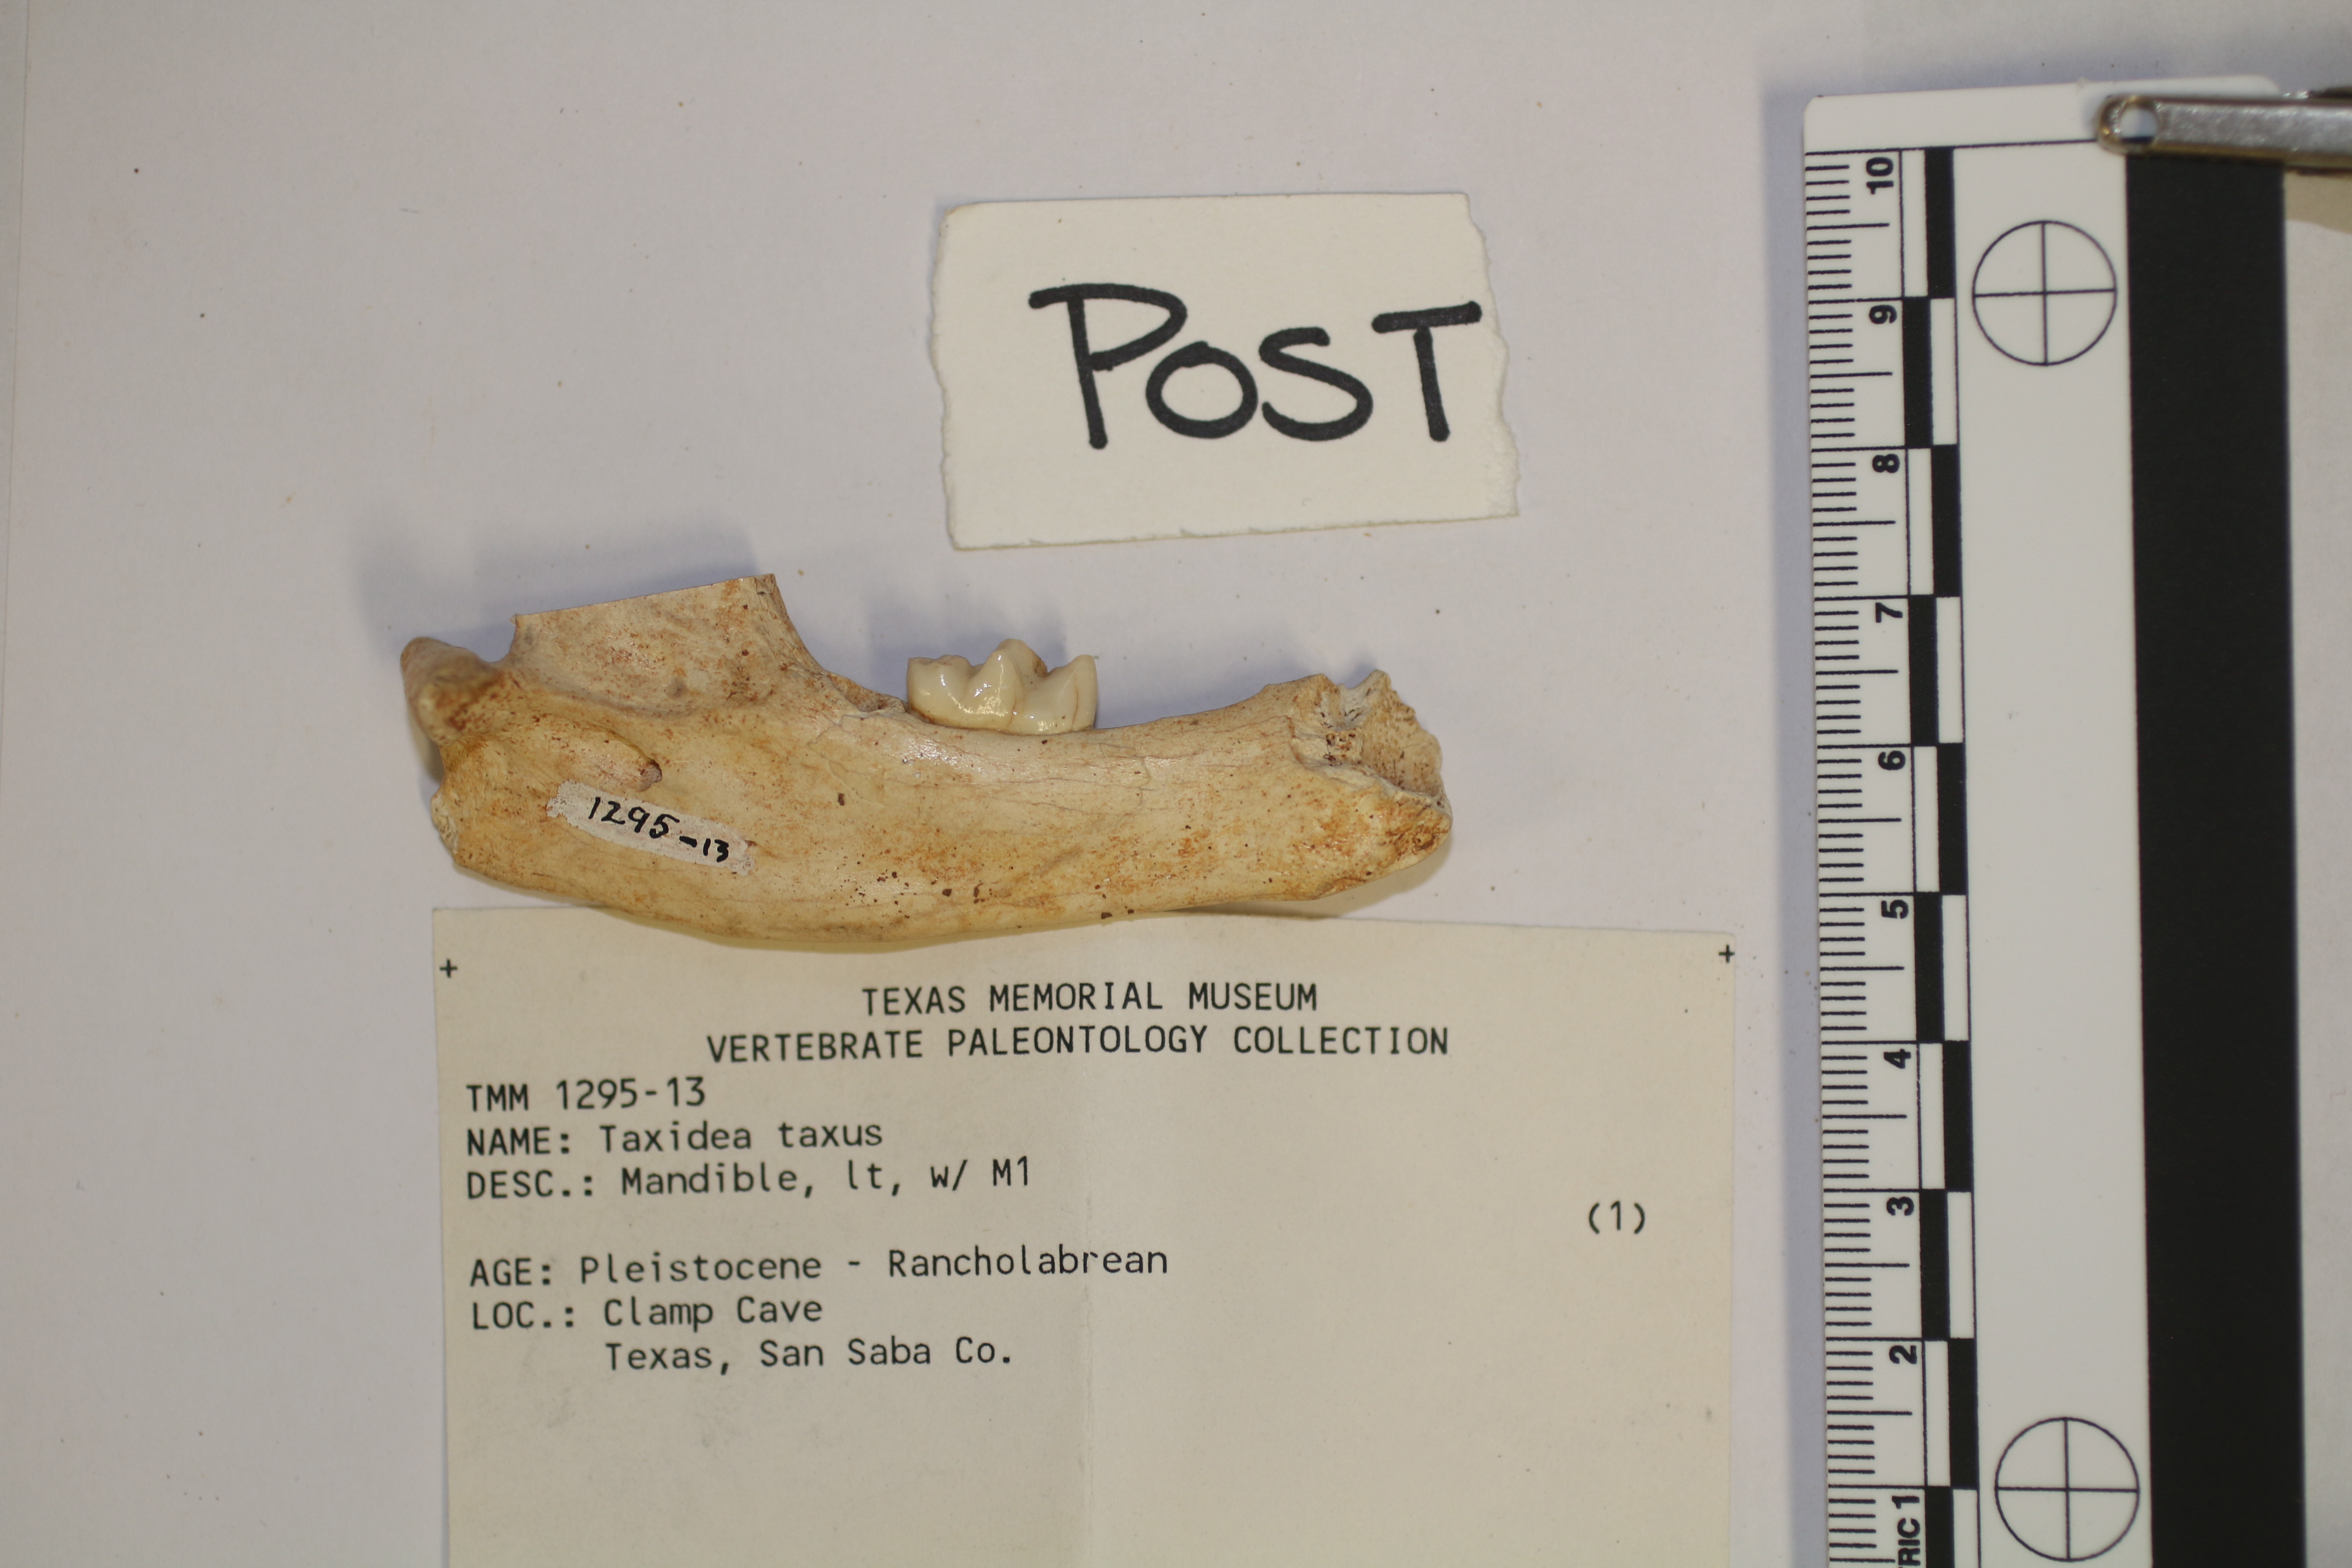 TEXAS MEMORIAL MUSEUM
VERTEBRATE PALEONTOLOGY COLLECTION
TMM 1295-13
NAME: Taxidea taxus
DESC.: Mandible, lt, w/ M1
(1)
AGE: Pleistocene - Rancholabrean
LOC.: Clamp Cave
Texas, San Saba Co.
1295-13
POST
RIC 1 2 3 4 5 6 7 8 9 10